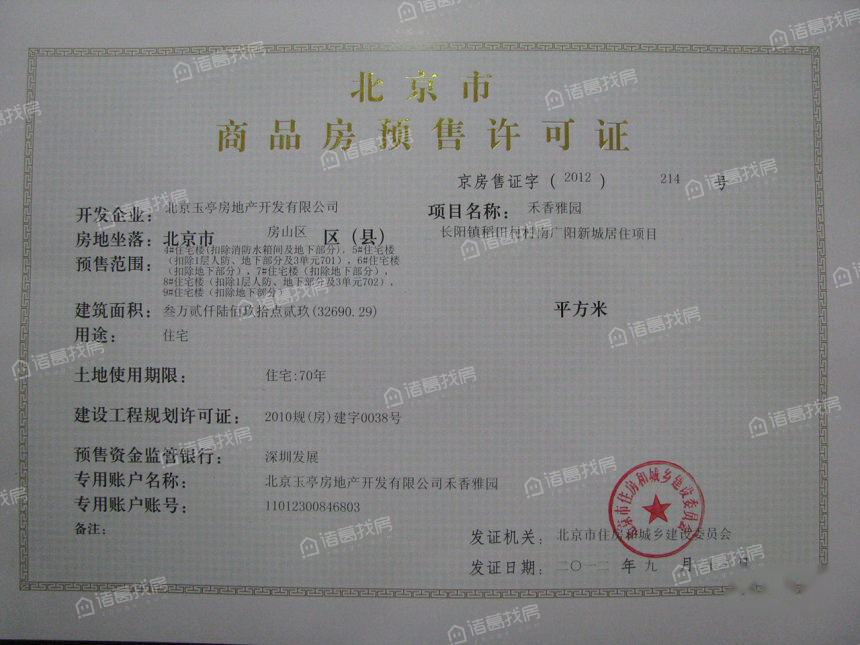 北京市
商品房预售许可证
京房售证字(2012)214号
开发企业：北京玉亭房地产开发有限公司 项目名称：禾香雅园
房地坐落：北京市 房山区 区（县） 长阳镇稻田村村南广阳新城居住项目
预售范围：4#住宅楼(扣除消防水箱间及地下部分)，5#住宅楼
（扣除1层人防、地下部分及3单元701），6#住宅楼
（扣除地下部分），7#住宅楼（扣除地下部分），
8#住宅楼（扣除1层人防、地下部分及3单元702），
9#住宅楼（扣除地下部分）
建筑面积：叁万贰仟陆佰玖拾点贰玖(32690.29) 平方米
用途：住宅
土地使用期限：住宅:70年
建设工程规划许可证：2010规(房)建字0038号
预售资金监管银行：深圳发展
专用账户名称：北京玉亭房地产开发有限公司禾香雅园
专用账户账号：11012300846803
备注：
发证机关：北京市住房和城乡建设委员会
发证日期：二〇一二 年九 月
北京市住房和城乡建设委员会
诸葛找房